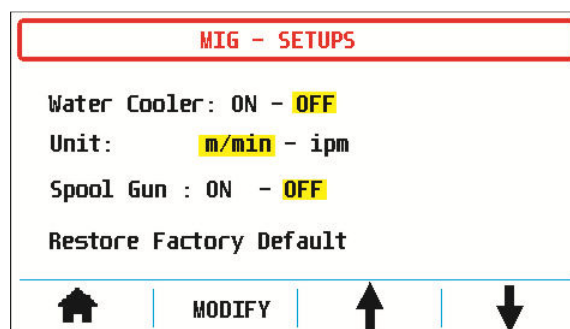 MIG - SETUPS
Water Cooler: ON - OFF
Unit: m/min - ipm
Spool Gun : ON - OFF
Restore Factory Default
MODIFY